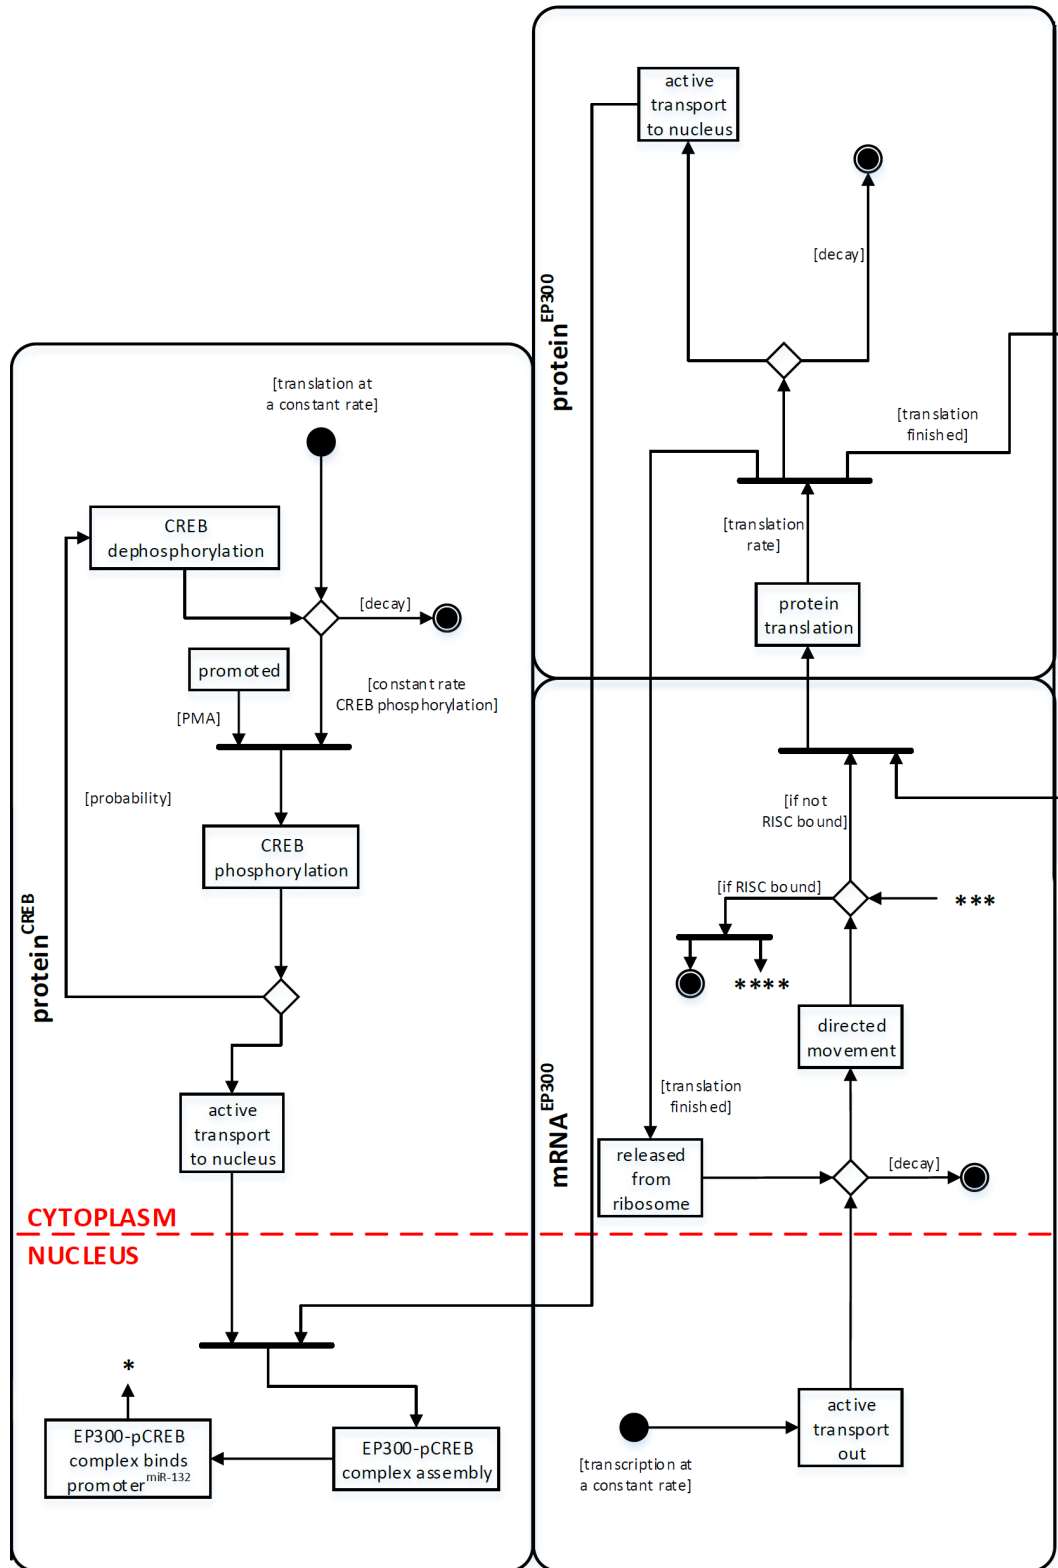 active
transport
to nucleus
[decay]
protein^EP300
[translation
finished]
[translation
rate]
protein
translation
[translation at
a constant rate]
CREB
dephosphorylation
[decay]
promoted
[PMA]
[constant rate
CREB phosphorylation]
[probability]
CREB
phosphorylation
protein^CREB
active
transport
to nucleus
[if not
RISC bound]
[if RISC bound]
***
****
directed
movement
mRNA^EP300
[translation
finished]
released
from
ribosome
[decay]
CYTOPLASM
NUCLEUS
*
EP300-pCREB
complex binds
promoter^miR-132
EP300-pCREB
complex assembly
[transcription at
a constant rate]
active
transport
out